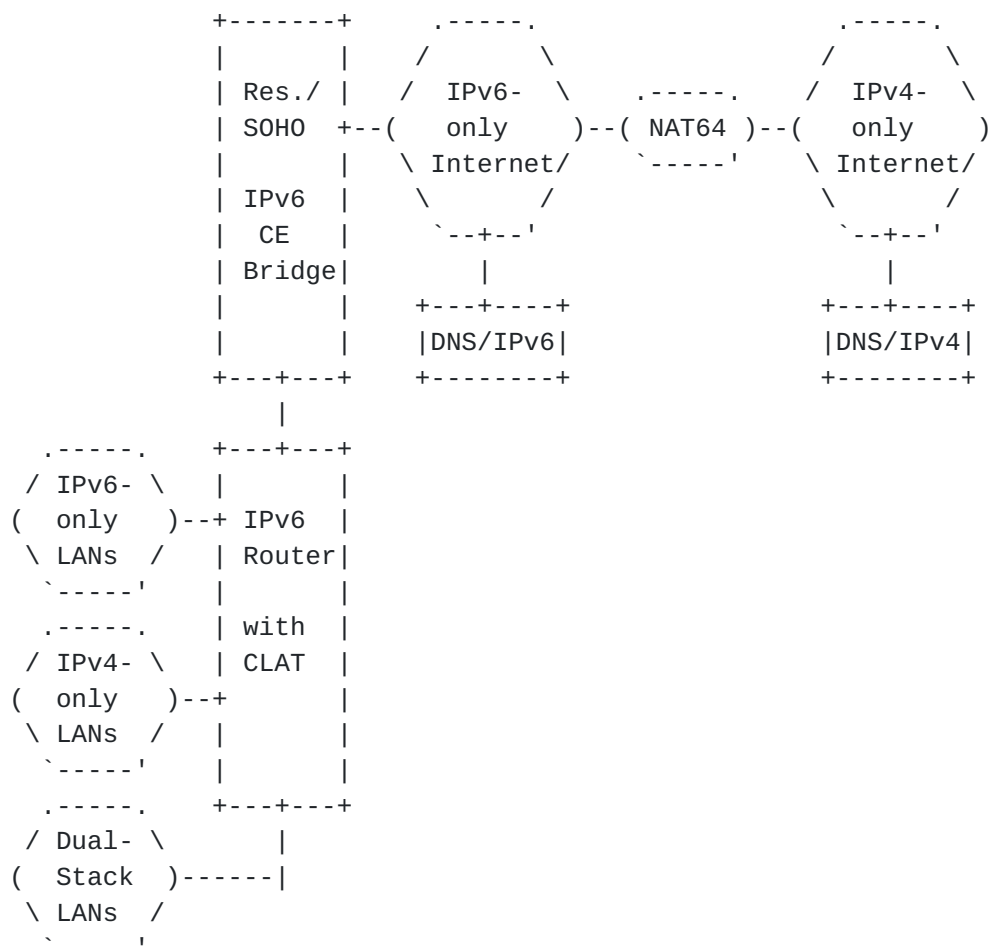 Res./
SOHO
IPv6
CE
Bridge
IPv6-
only
Internet
NAT64
IPv4-
only
Internet
DNS/IPv6
DNS/IPv4
IPv6-
only
LANs
IPv6
Router
with
CLAT
IPv4-
only
LANs
Dual-
Stack
LANs